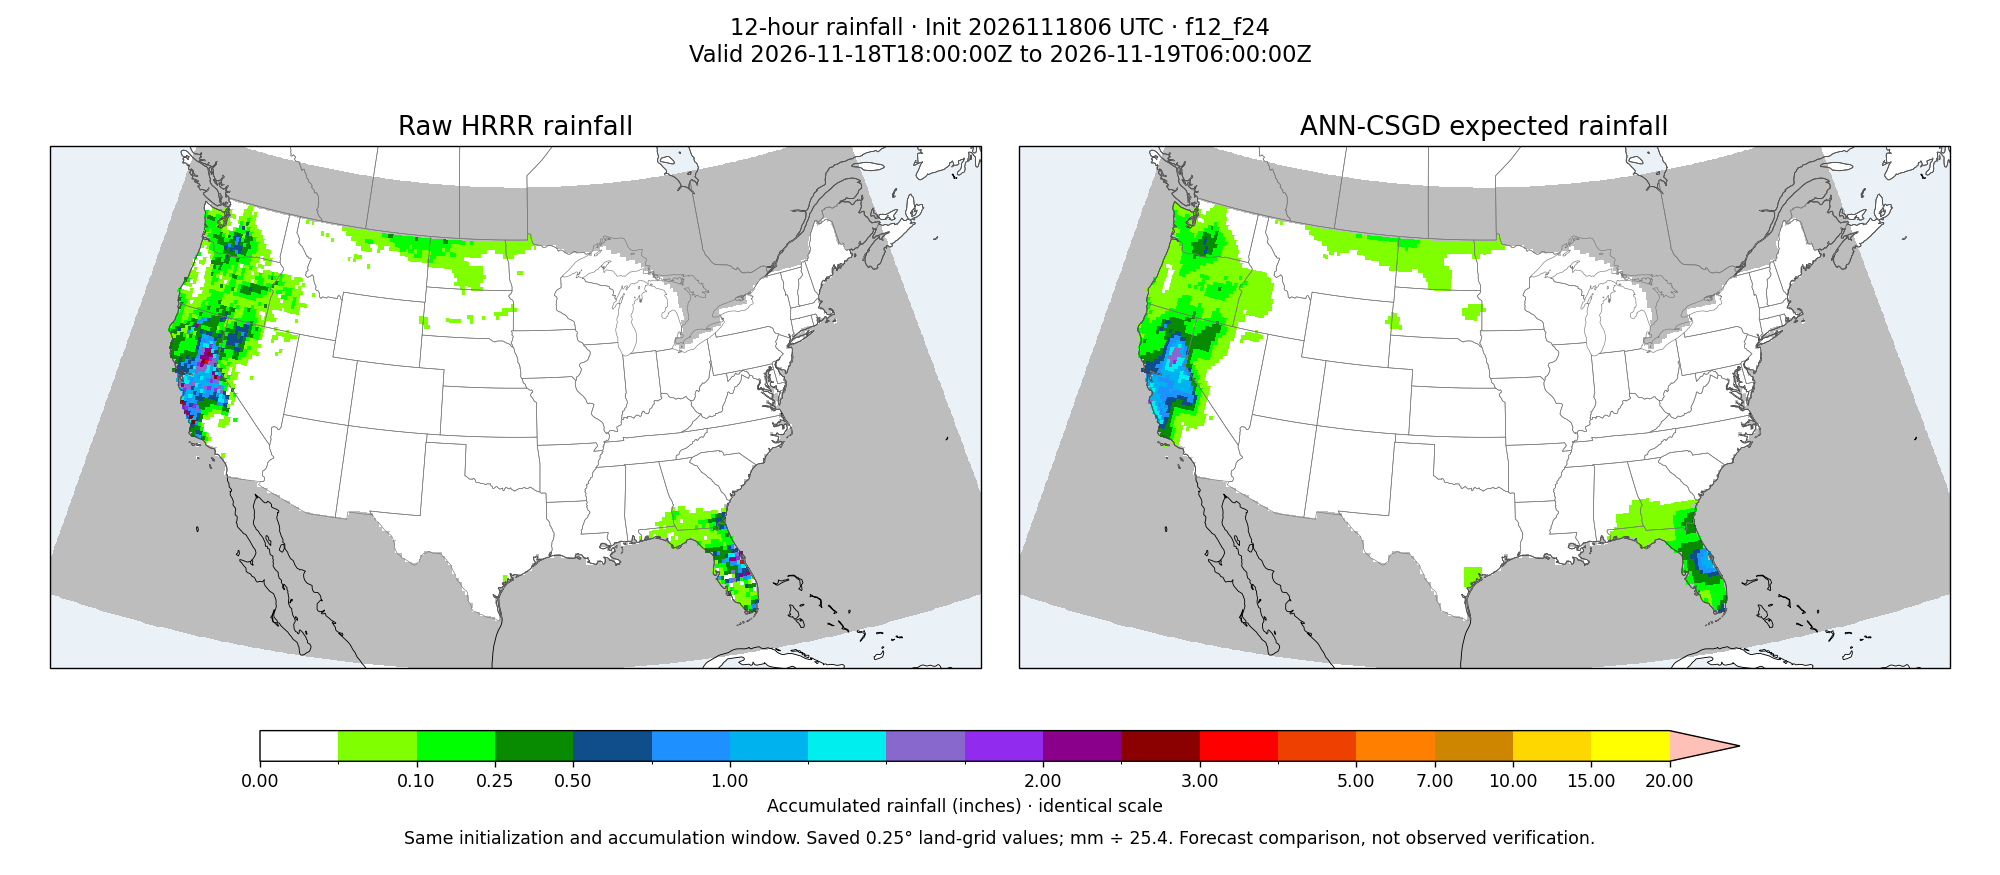 12-hour rainfall · Init 2026111806 UTC · f12_f24
Valid 2026-11-18T18:00:00Z to 2026-11-19T06:00:00Z
Raw HRRR rainfall
ANN-CSGD expected rainfall
0.00 0.10 0.25 0.50 1.00 2.00 3.00 5.00 7.00 10.00 15.00 20.00
Accumulated rainfall (inches) · identical scale
Same initialization and accumulation window. Saved 0.25° land-grid values; mm ÷ 25.4. Forecast comparison, not observed verification.